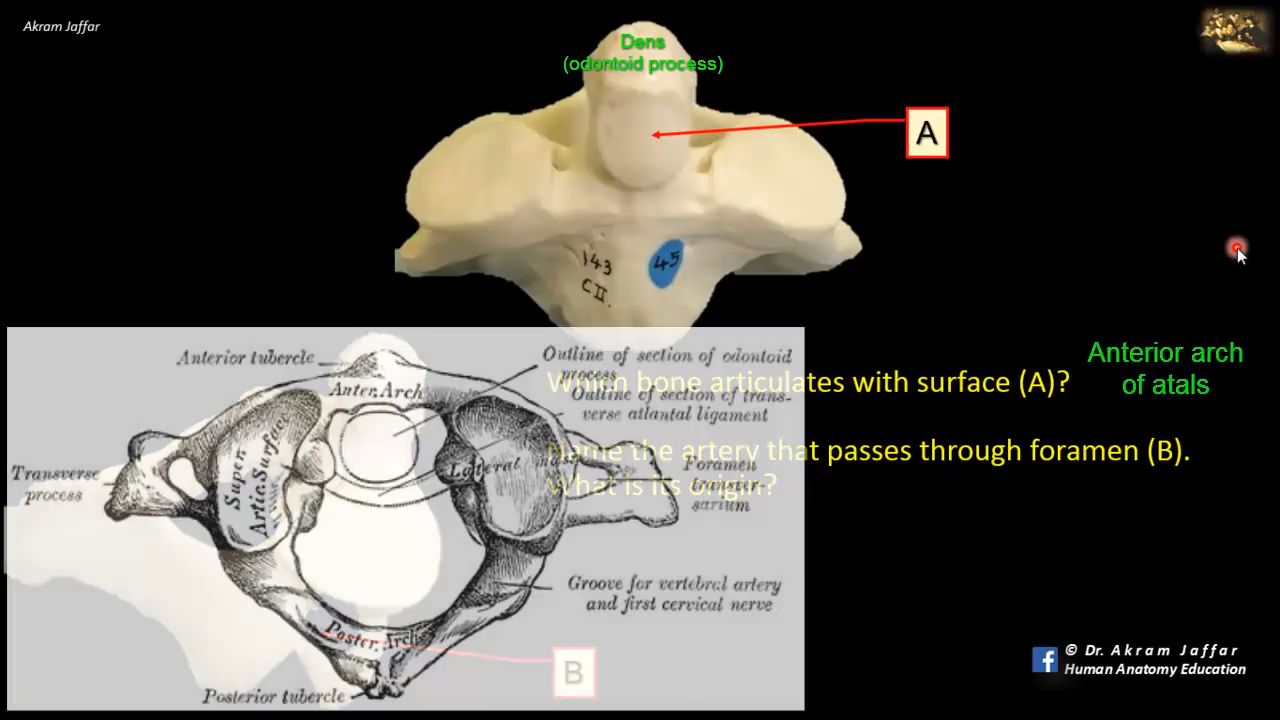 Akram Jaffar
Dens
(odontoid process)
A
143
CII.
45
Anterior tubercle
Outline of section of odontoid
process
Anter. Arch
Outline of section of trans-
verse atlantal ligament
Which bone articulates with surface (A)?
Anterior arch
of atals
Name the artery that passes through foramen (B).
What is its origin?
Transverse
process
Super.
Artic. Surface
Lateral
Foramen
transver-
sarium
Groove for vertebral artery
and first cervical nerve
Poster. Arch
B
Posterior tubercle
© Dr. Akram Jaffar
Human Anatomy Education